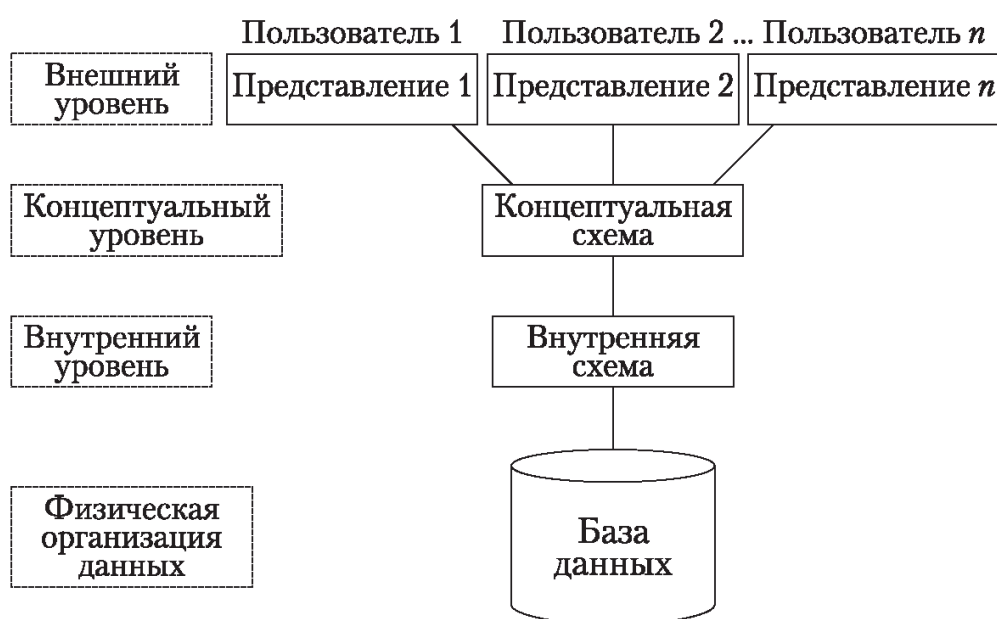 Пользователь 1 Пользователь 2 ... Пользователь n
Внешний
уровень
Представление 1 Представление 2 Представление n
Концептуальный
уровень
Концептуальная
схема
Внутренний
уровень
Внутренняя
схема
Физическая
организация
данных
База
данных